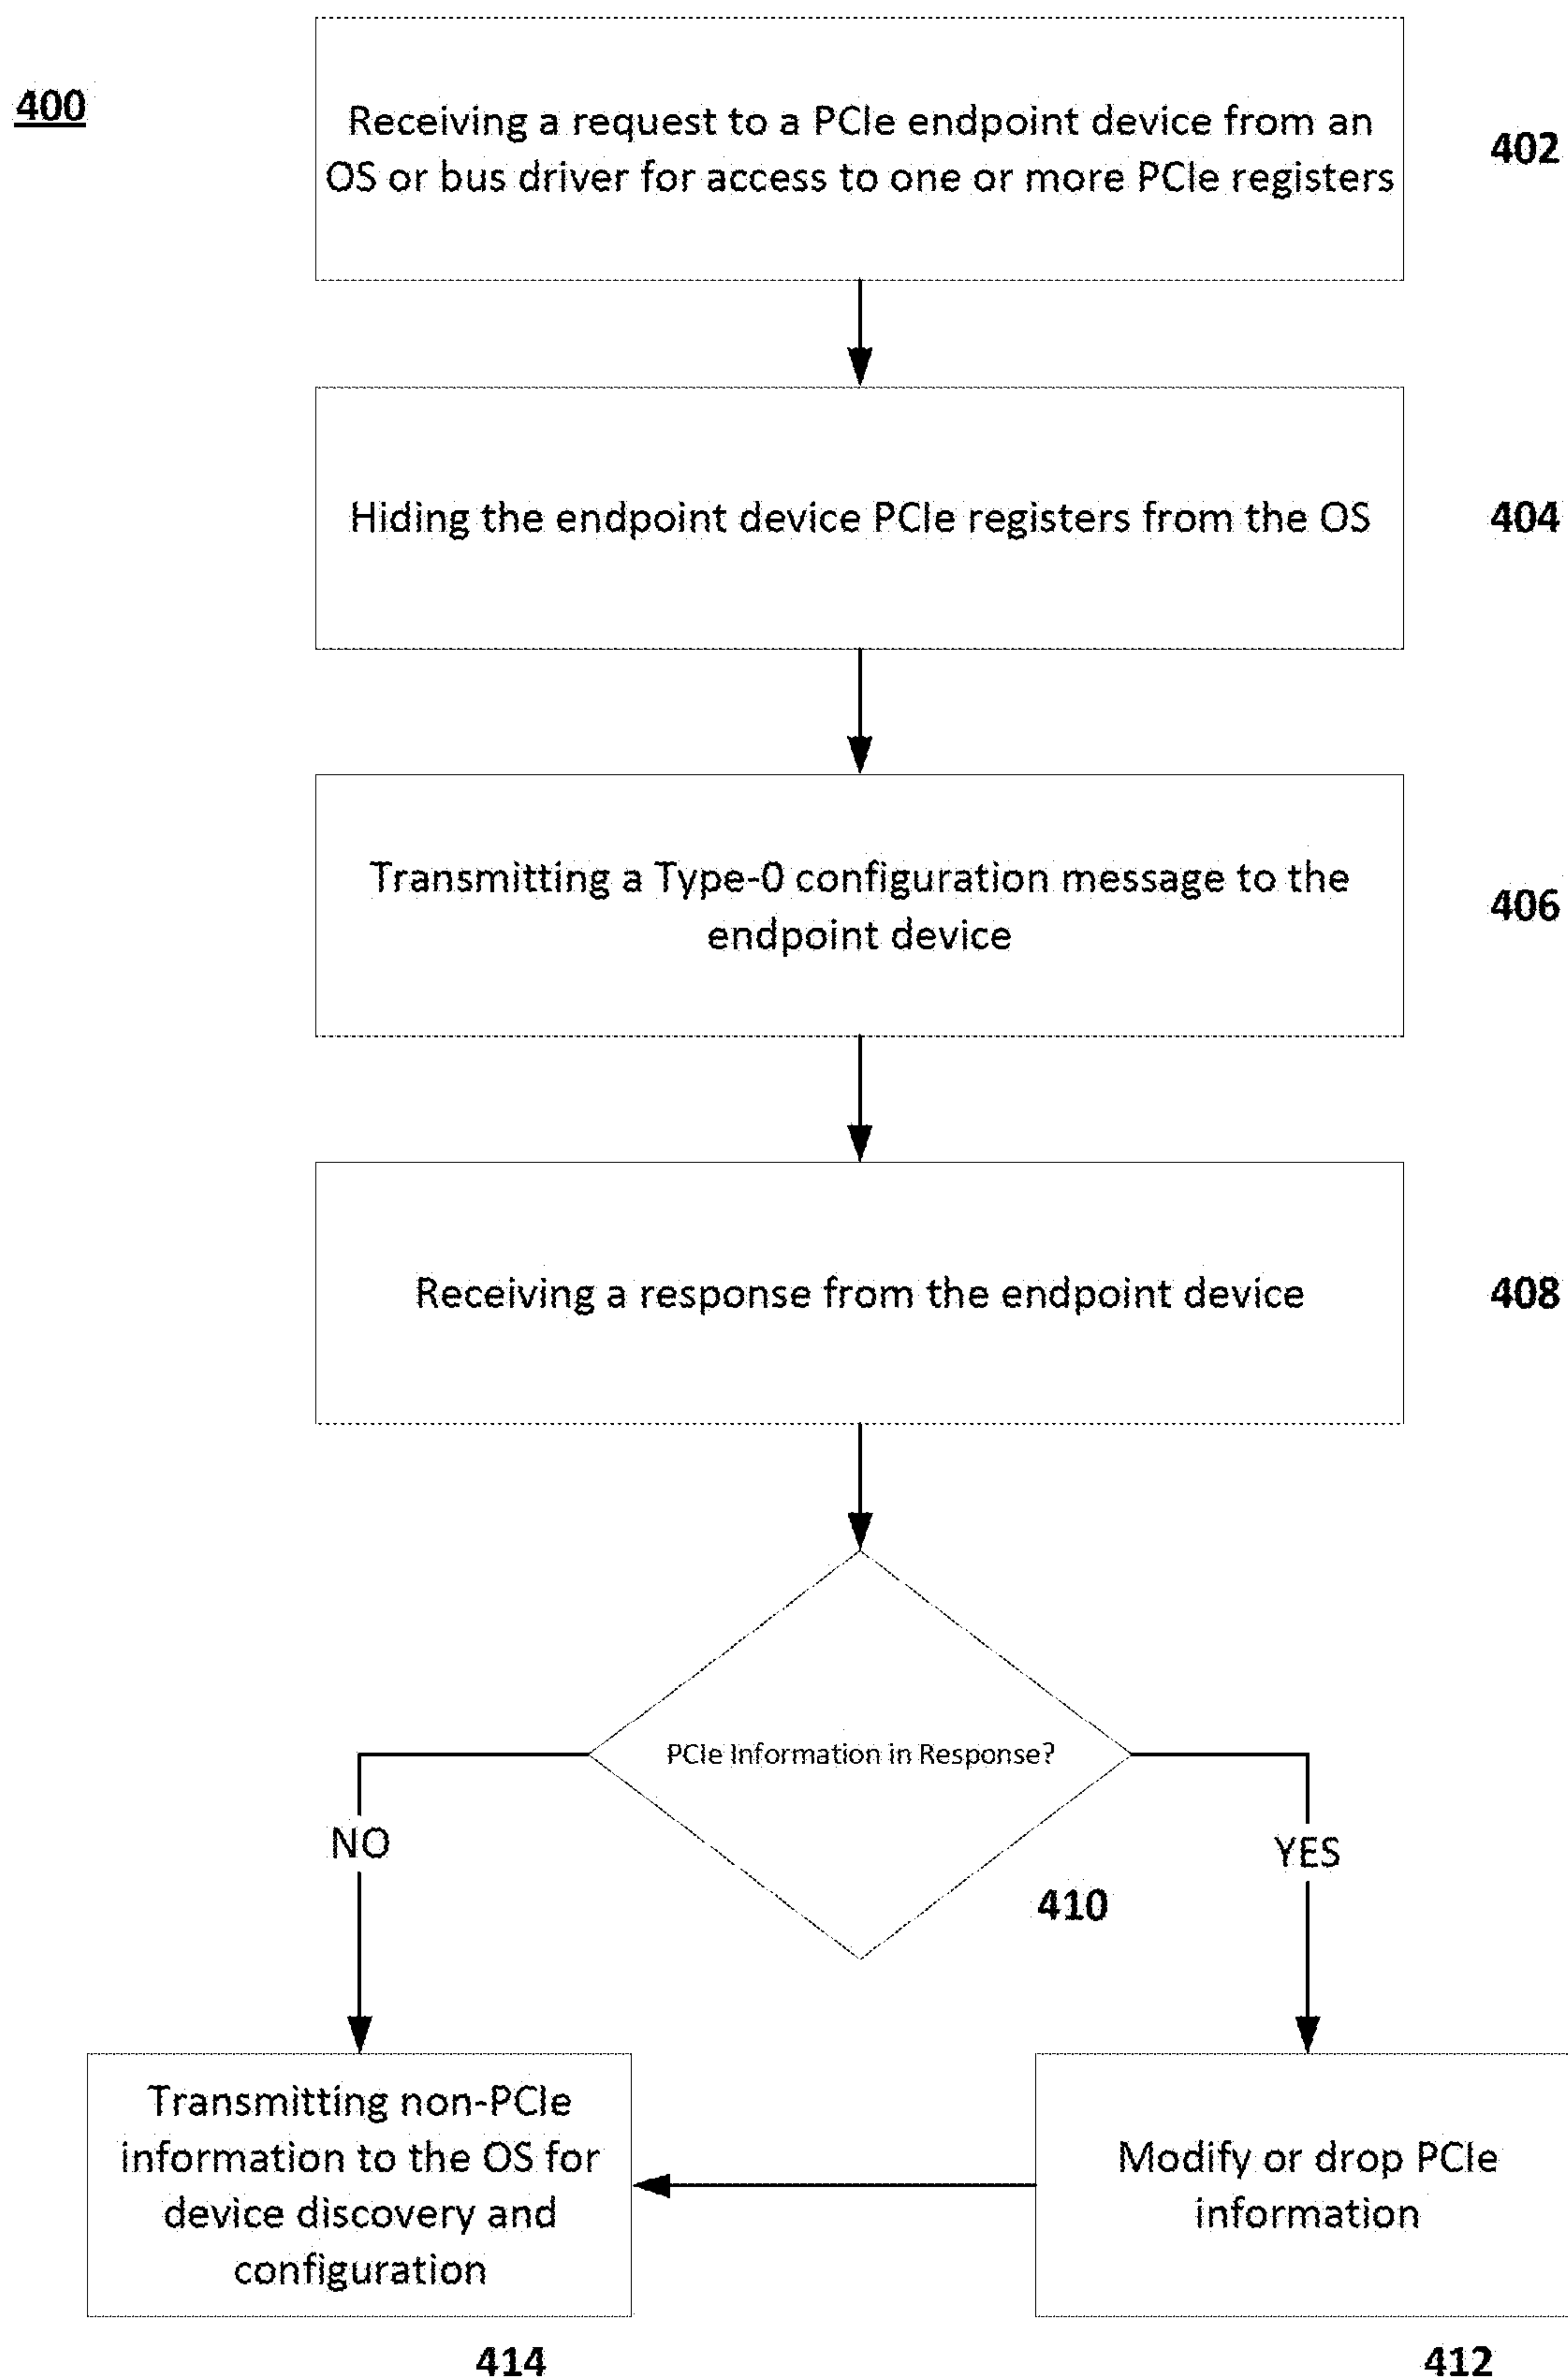 400
Receiving a request to a PCIe endpoint device from an
OS or bus driver for access to one or more PCIe registers
402
Hiding the endpoint device PCIe registers from the OS
404
Transmitting a Type-0 configuration message to the
endpoint device
406
Receiving a response from the endpoint device
408
PCIe Information in Response?
410
NO
YES
Transmitting non-PCIe
information to the OS for
device discovery and
configuration
414
Modify or drop PCIe
information
412